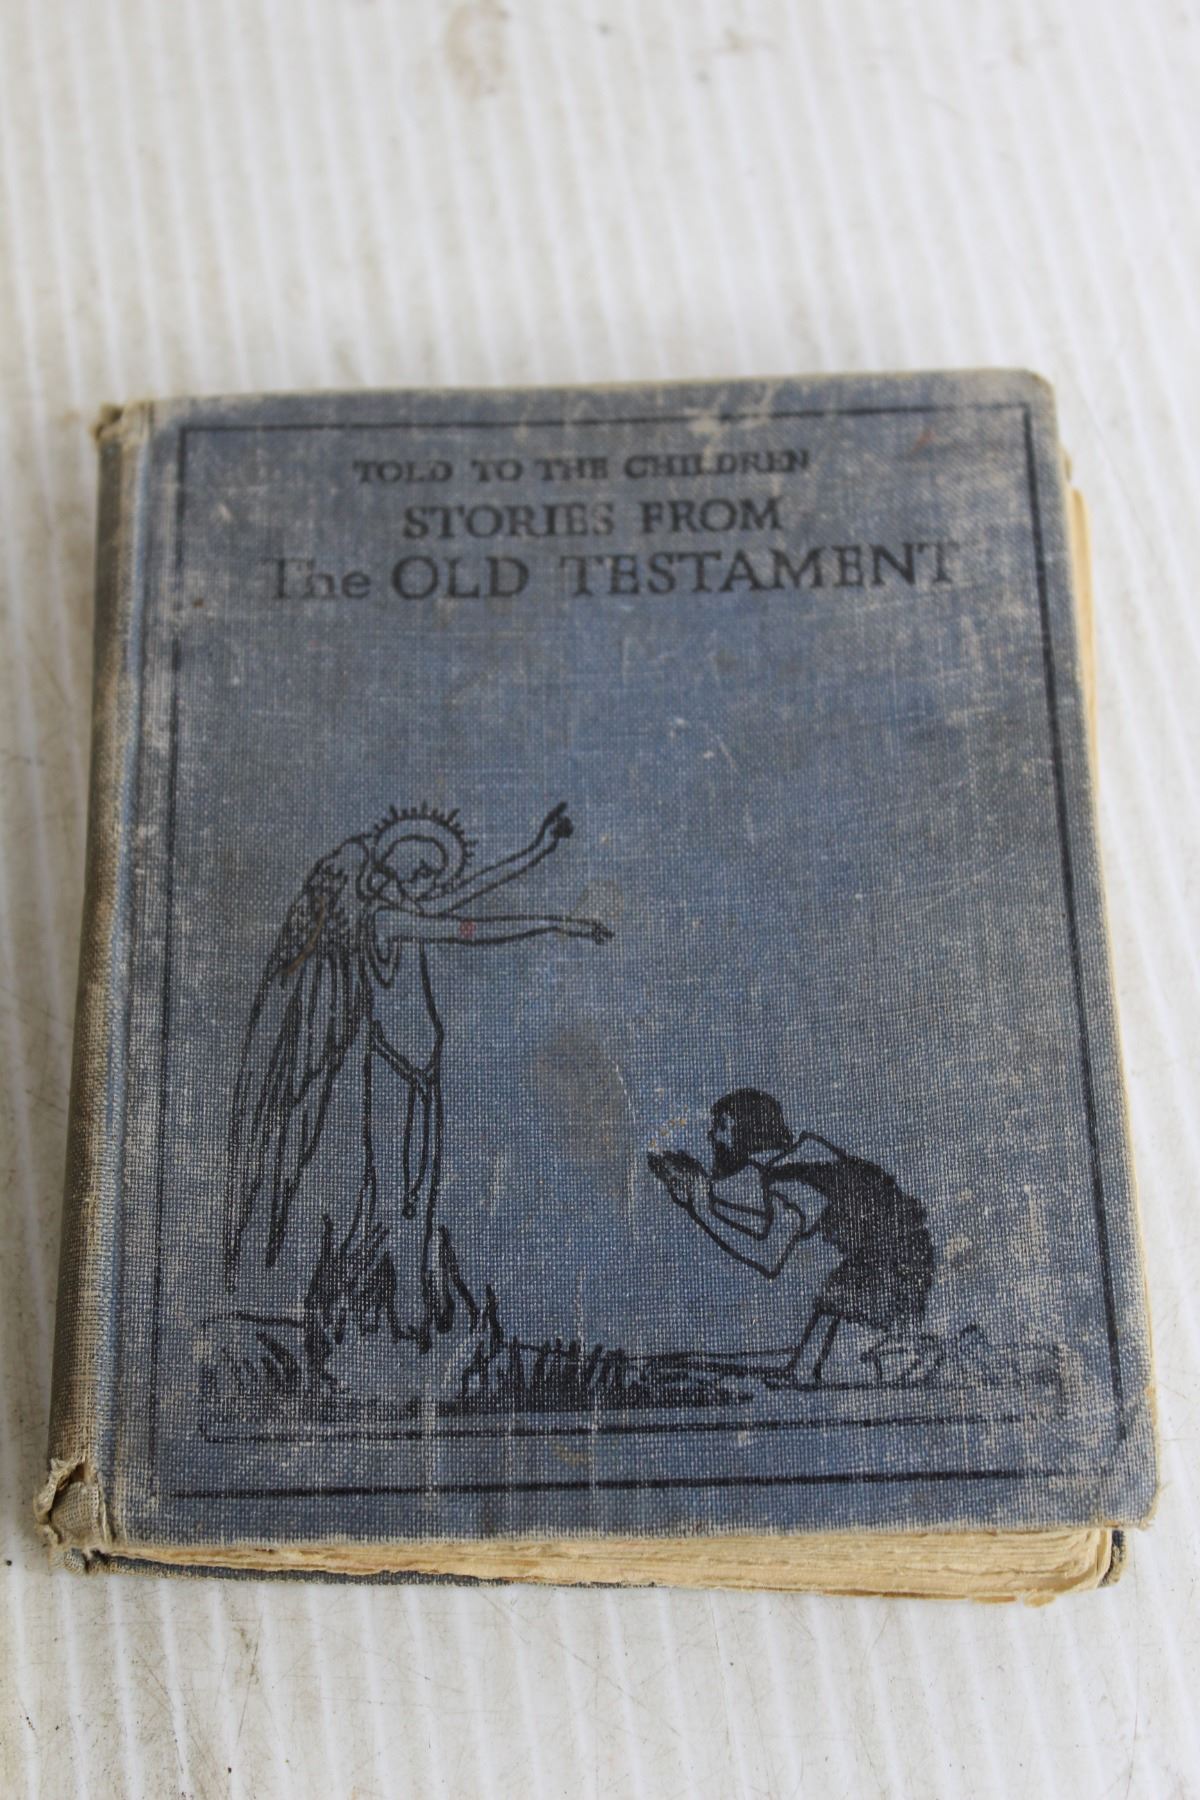 TOLD TO THE CHILDREN
STORIES FROM
The OLD TESTAMENT